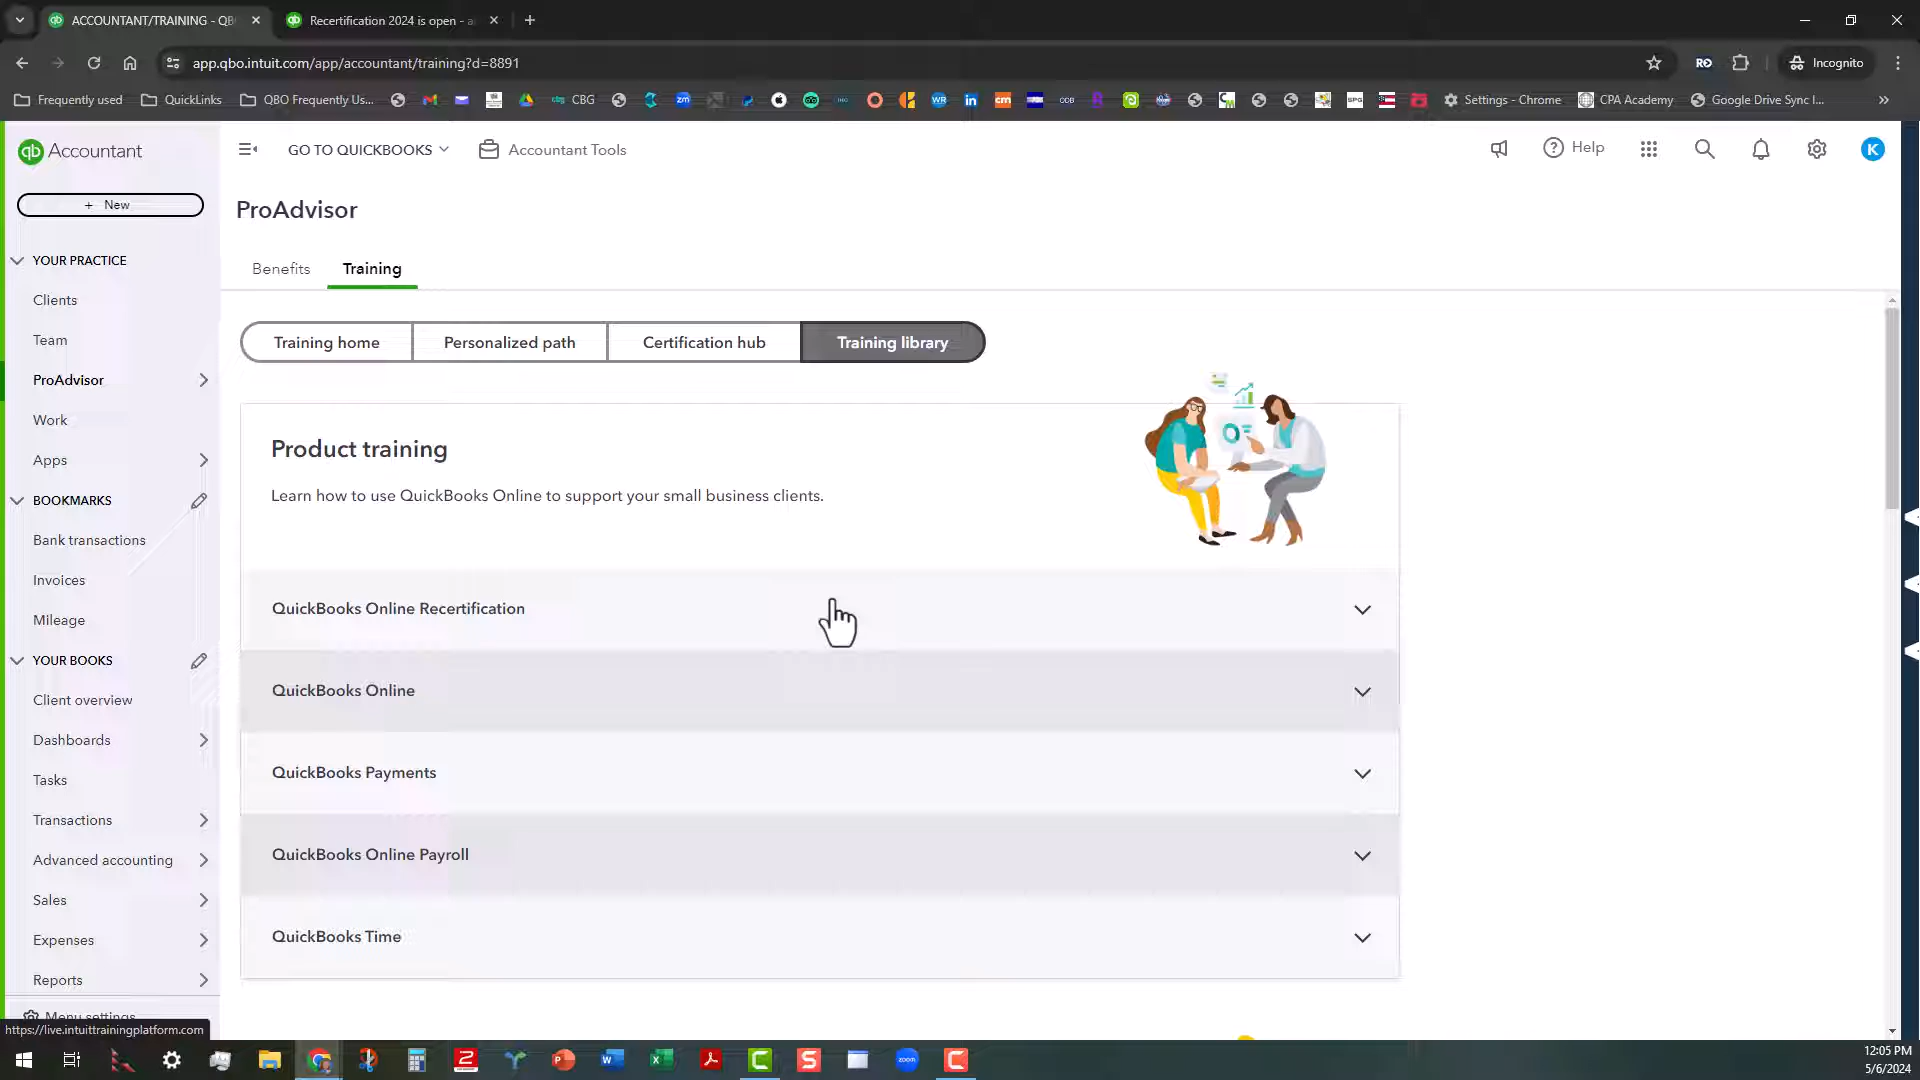 ACCOUNTANT/TRAINING - QB
Recertification 2024 is open - a
app.qbo.intuit.com/app/accountant/training?d=8891
Incognito
Frequently used
QuickLinks
QBO Frequently Us...
CBG
Settings - Chrome
CPA Academy
Google Drive Sync I...
qb Accountant
GO TO QUICKBOOKS
Accountant Tools
Help
K
+ New
ProAdvisor
Benefits
Training
Training home
Personalized path
Certification hub
Training library
YOUR PRACTICE
Clients
Team
ProAdvisor
Work
Apps
BOOKMARKS
Bank transactions
Invoices
Mileage
YOUR BOOKS
Client overview
Dashboards
Tasks
Transactions
Advanced accounting
Sales
Expenses
Reports
Menu settings
Product training
Learn how to use QuickBooks Online to support your small business clients.
QuickBooks Online Recertification
QuickBooks Online
QuickBooks Payments
QuickBooks Online Payroll
QuickBooks Time
https://live.intuittrainingplatform.com
12:05 PM
5/6/2024